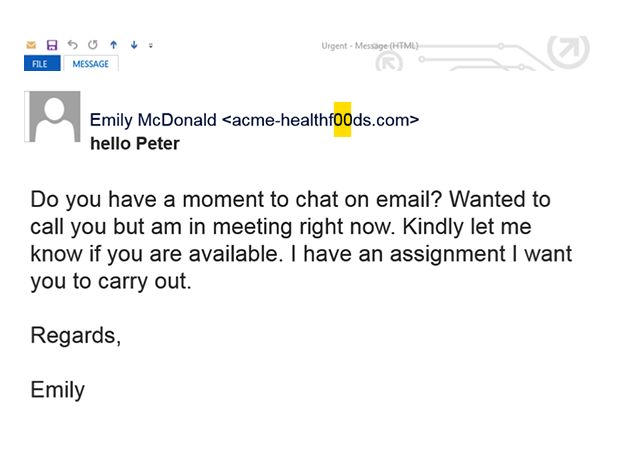 Urgent - Message (HTML)
FILE MESSAGE
Emily McDonald <acme-healthf00ds.com>
hello Peter
Do you have a moment to chat on email? Wanted to
call you but am in meeting right now. Kindly let me
know if you are available. I have an assignment I want
you to carry out.
Regards,
Emily